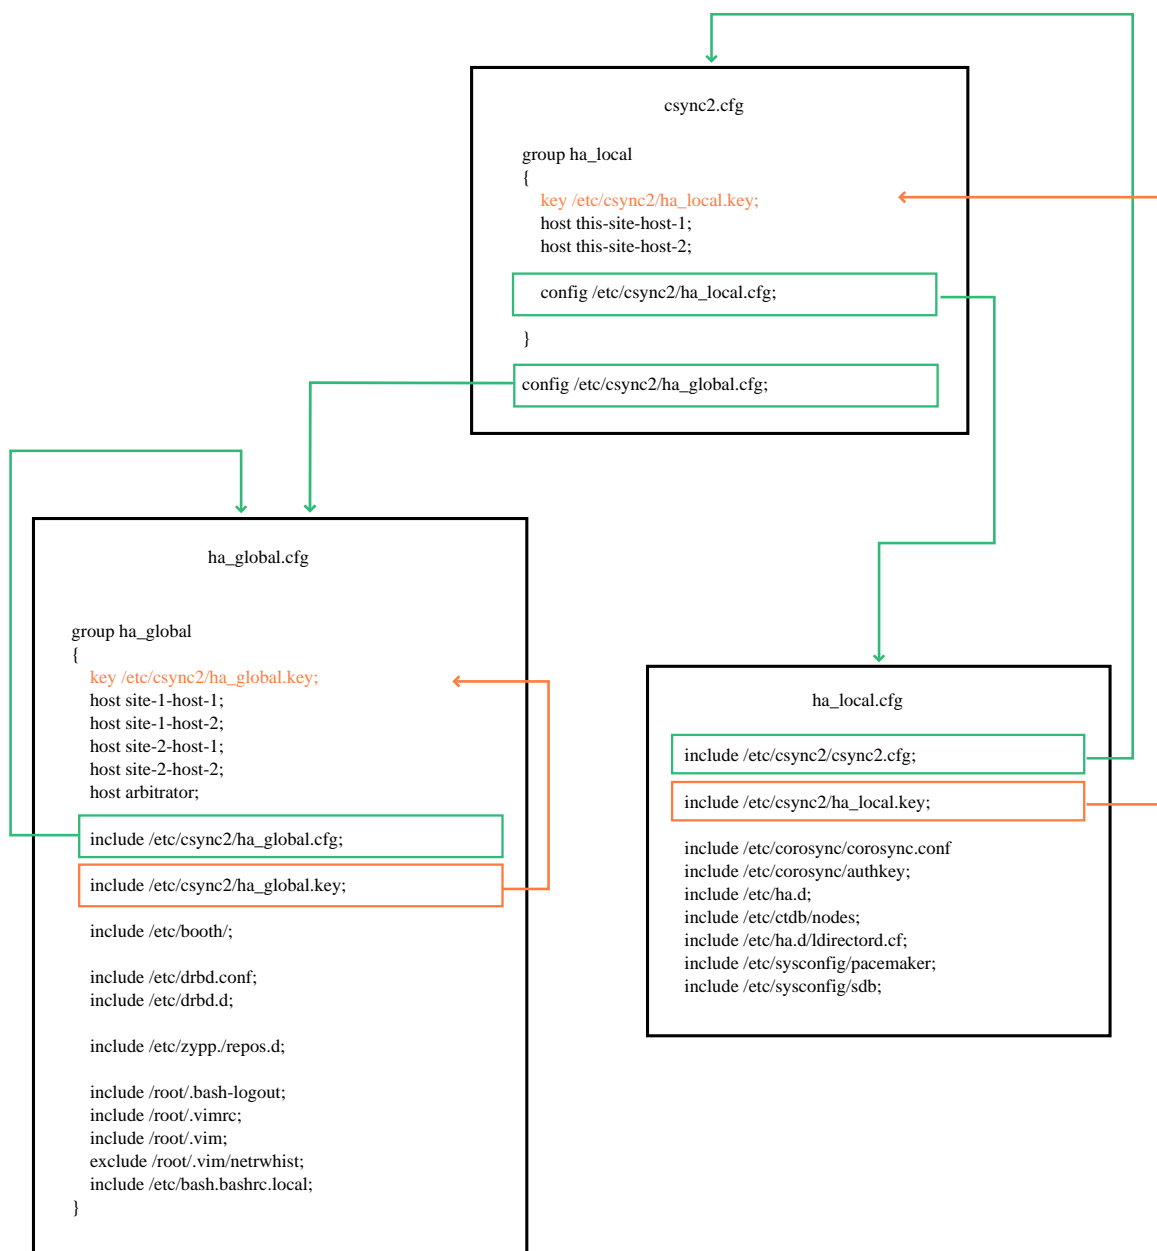 csync2.cfg
group ha_local
{
key /etc/csync2/ha_local.key;
host this-site-host-1;
host this-site-host-2;
config /etc/csync2/ha_local.cfg;
}
config /etc/csync2/ha_global.cfg;
ha_global.cfg
group ha_global
{
key /etc/csync2/ha_global.key;
host site-1-host-1;
host site-1-host-2;
host site-2-host-1;
host site-2-host-2;
host arbitrator;
include /etc/csync2/ha_global.cfg;
include /etc/csync2/ha_global.key;
include /etc/booth/;
include /etc/drbd.conf;
include /etc/drbd.d;
include /etc/zypp./repos.d;
include /root/.bash-logout;
include /root/.vimrc;
include /root/.vim;
exclude /root/.vim/netrwhist;
include /etc/bash.bashrc.local;
}
ha_local.cfg
include /etc/csync2/csync2.cfg;
include /etc/csync2/ha_local.key;
include /etc/corosync/corosync.conf
include /etc/corosync/authkey;
include /etc/ha.d;
include /etc/ctdb/nodes;
include /etc/ha.d/ldirectord.cf;
include /etc/sysconfig/pacemaker;
include /etc/sysconfig/sdb;